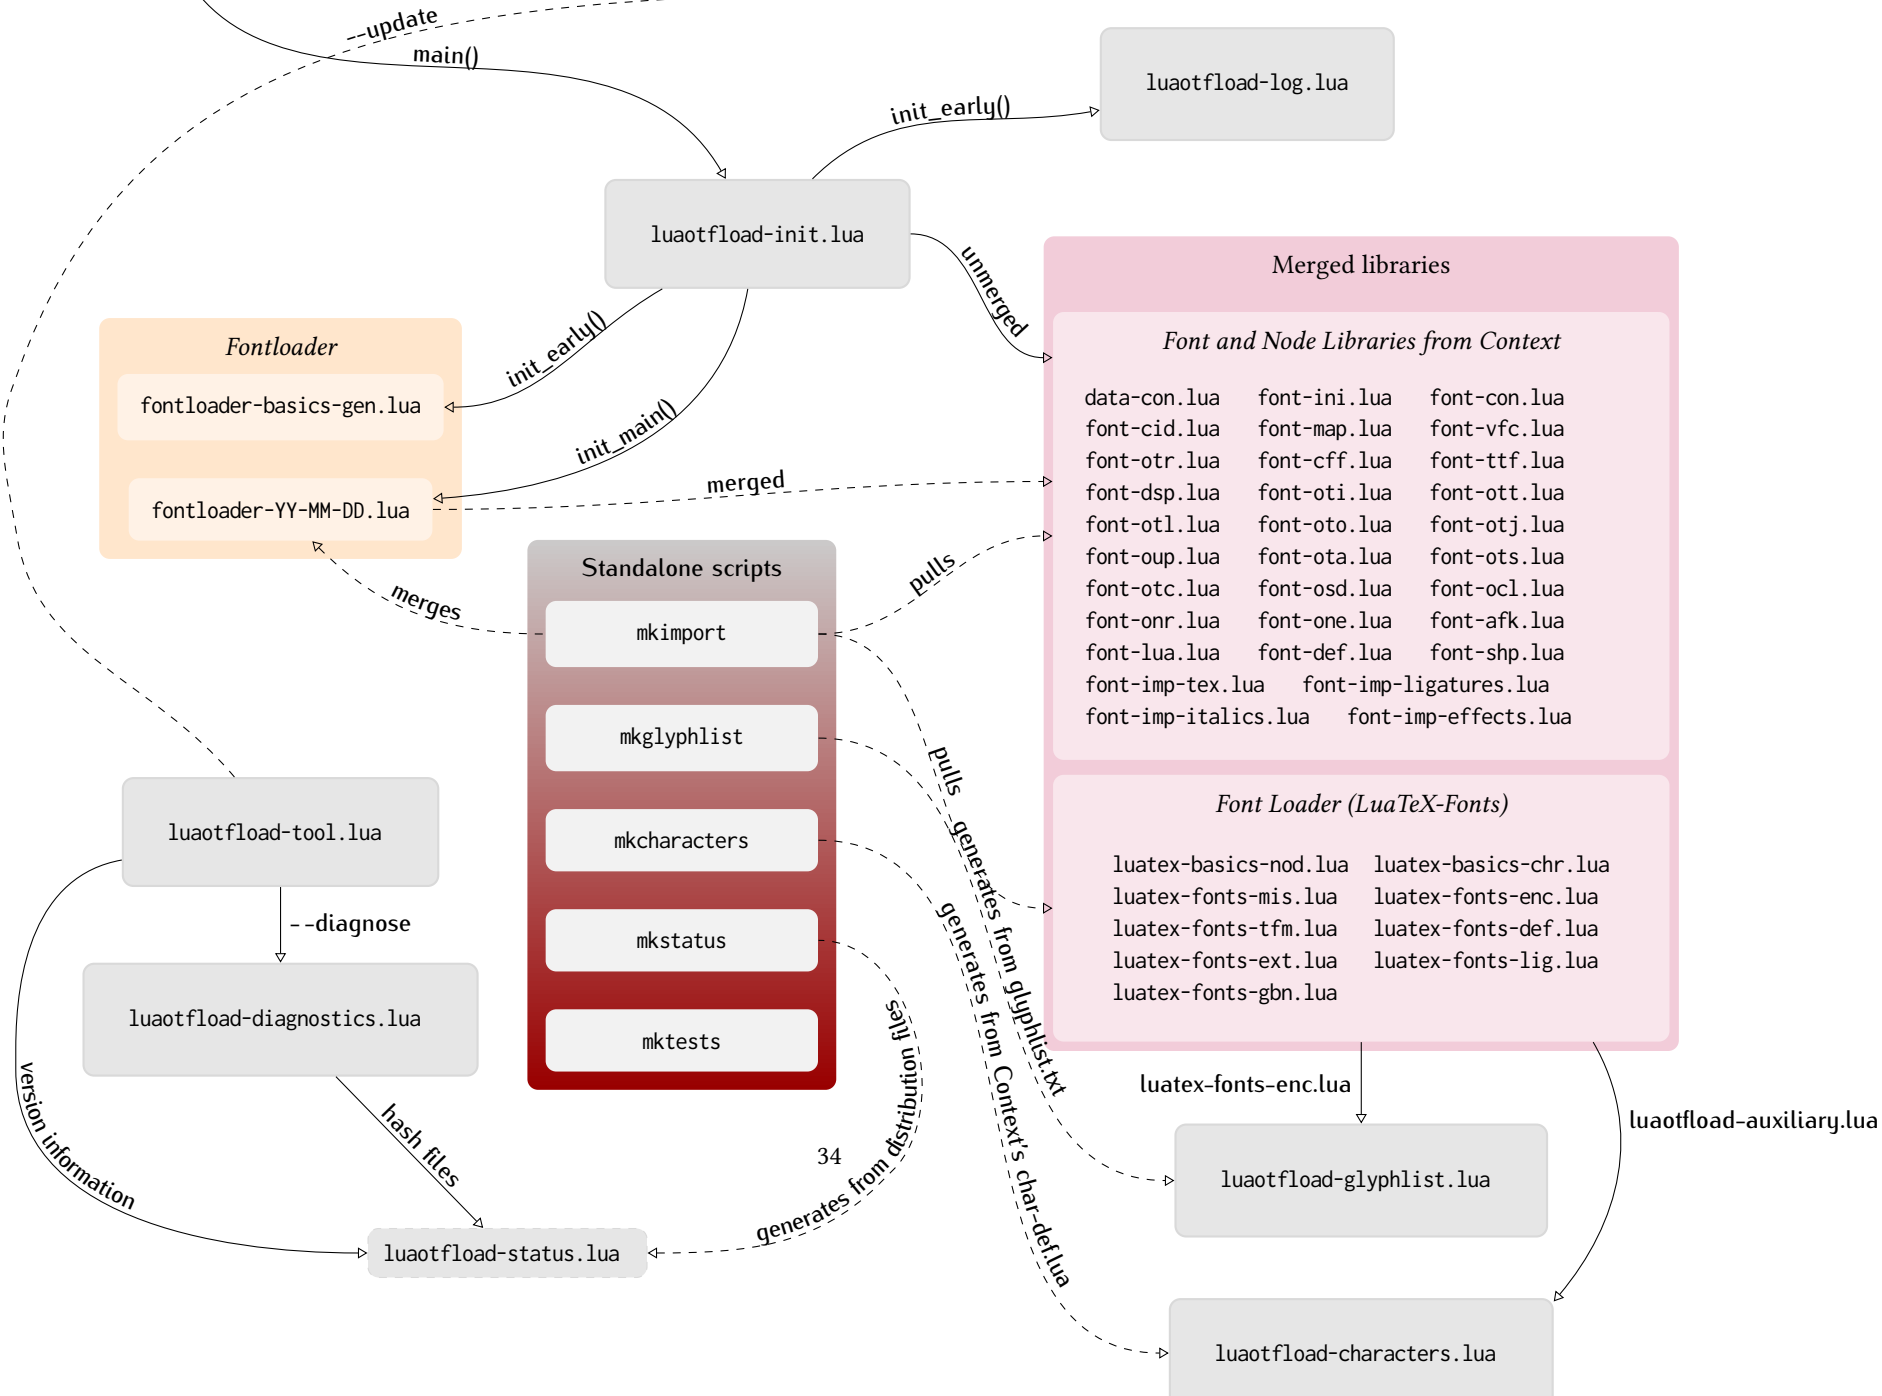 --update
main()
luaotfload-log.lua
init_early()
luaotfload-init.lua
unmerged
Merged libraries
Font and Node Libraries from Context
data-con.lua font-ini.lua font-con.lua
font-cid.lua font-map.lua font-vfc.lua
font-otr.lua font-cff.lua font-ttf.lua
font-dsp.lua font-oti.lua font-ott.lua
font-otl.lua font-oto.lua font-otj.lua
font-oup.lua font-ota.lua font-ots.lua
font-otc.lua font-osd.lua font-ocl.lua
font-onr.lua font-one.lua font-afk.lua
font-lua.lua font-def.lua font-shp.lua
font-imp-tex.lua font-imp-ligatures.lua
font-imp-italics.lua font-imp-effects.lua
Fontloader
fontloader-basics-gen.lua
fontloader-YY-MM-DD.lua
init_early()
init_main()
merged
merges
pulls
Standalone scripts
mkimport
mkglyphlist
mkcharacters
mkstatus
mktests
pulls
generates from glyphlist.txt
generates from Context's char-def.lua
generates from distribution files
Font Loader (LuaTeX-Fonts)
luatex-basics-nod.lua luatex-basics-chr.lua
luatex-fonts-mis.lua luatex-fonts-enc.lua
luatex-fonts-tfm.lua luatex-fonts-def.lua
luatex-fonts-ext.lua luatex-fonts-lig.lua
luatex-fonts-gbn.lua
luaotfload-tool.lua
--diagnose
luaotfload-diagnostics.lua
version information
hash files
luaotfload-status.lua
34
luatex-fonts-enc.lua
luaotfload-auxiliary.lua
luaotfload-glyphlist.lua
luaotfload-characters.lua